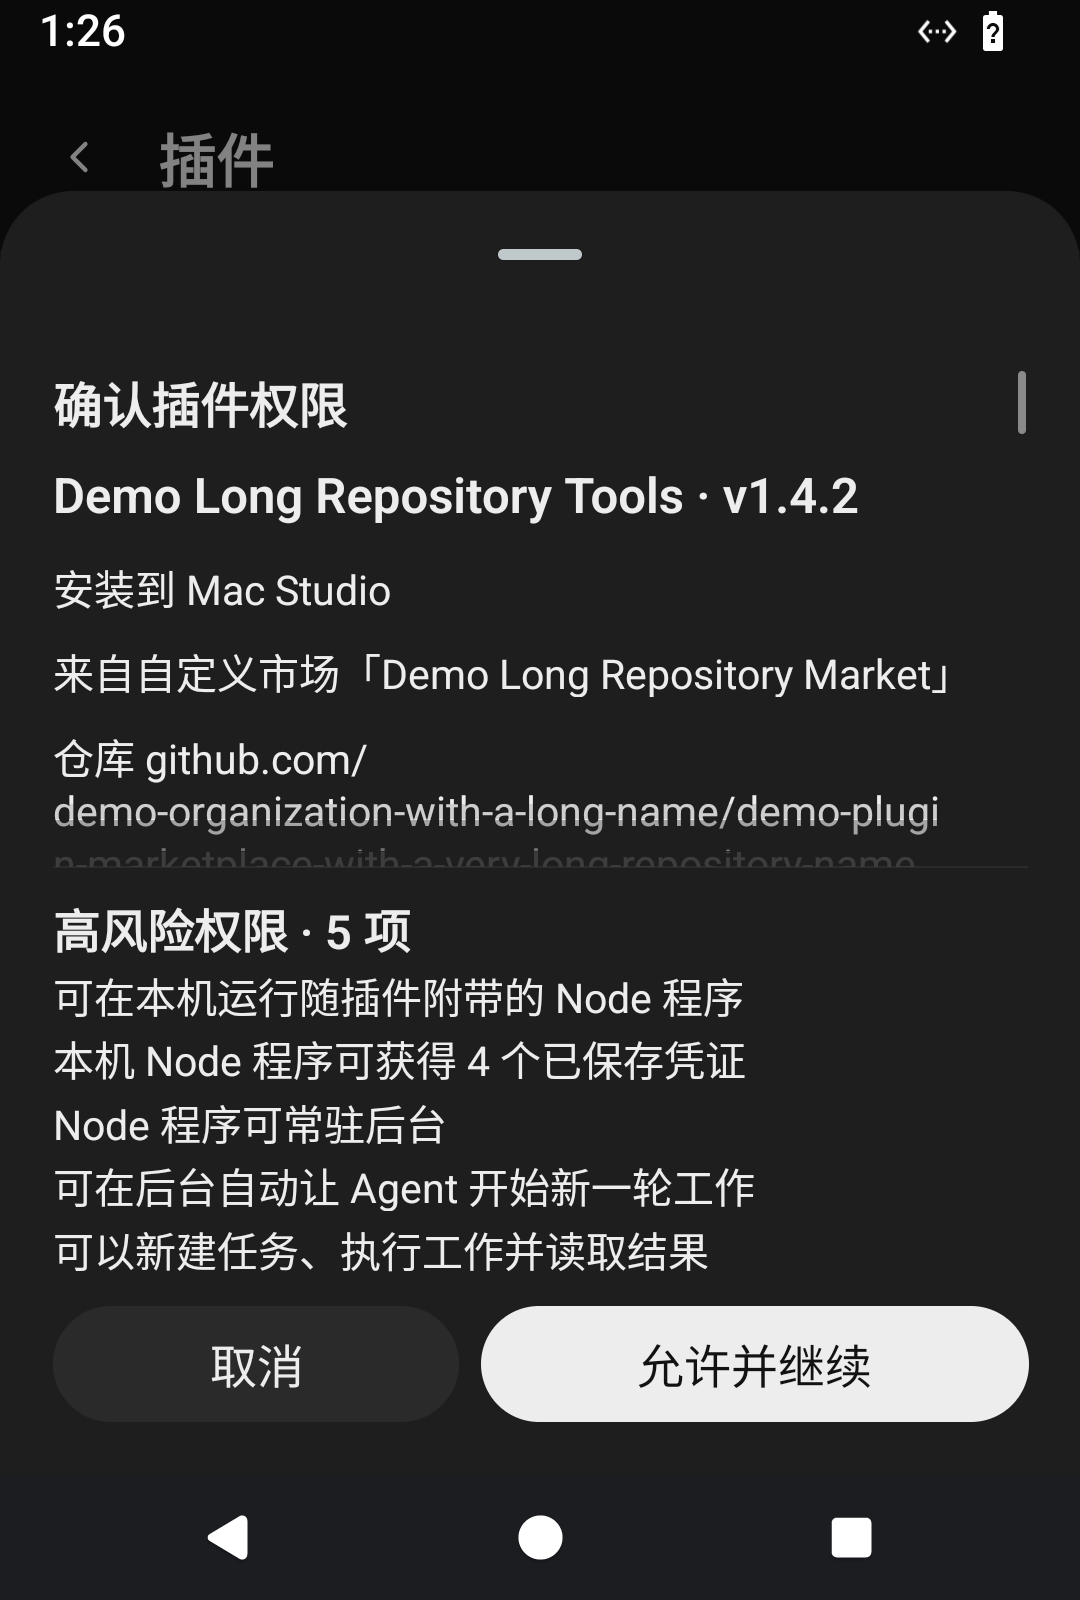 1:26
插件
确认插件权限
Demo Long Repository Tools · v1.4.2
安装到 Mac Studio
来自自定义市场「Demo Long Repository Market」
仓库 github.com/
demo-organization-with-a-long-name/demo-plugi
n-marketplace-with-a-very-long-repository-name
高风险权限 · 5 项
可在本机运行随插件附带的 Node 程序
本机 Node 程序可获得 4 个已保存凭证
Node 程序可常驻后台
可在后台自动让 Agent 开始新一轮工作
可以新建任务、执行工作并读取结果
取消
允许并继续